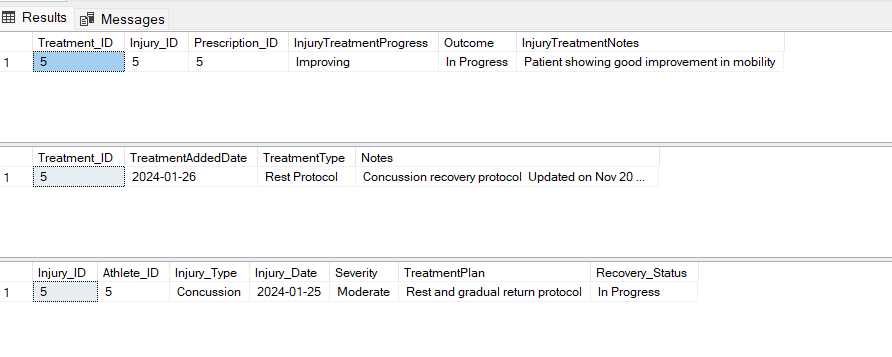 Results Messages
Treatment_ID Injury_ID Prescription_ID InjuryTreatmentProgress Outcome InjuryTreatmentNotes
1 5 5 5 Improving In Progress Patient showing good improvement in mobility
Treatment_ID TreatmentAddedDate TreatmentType Notes
1 5 2024-01-26 Rest Protocol Concussion recovery protocol Updated on Nov 20 ...
Injury_ID Athlete_ID Injury_Type Injury_Date Severity TreatmentPlan Recovery_Status
1 5 5 Concussion 2024-01-25 Moderate Rest and gradual return protocol In Progress